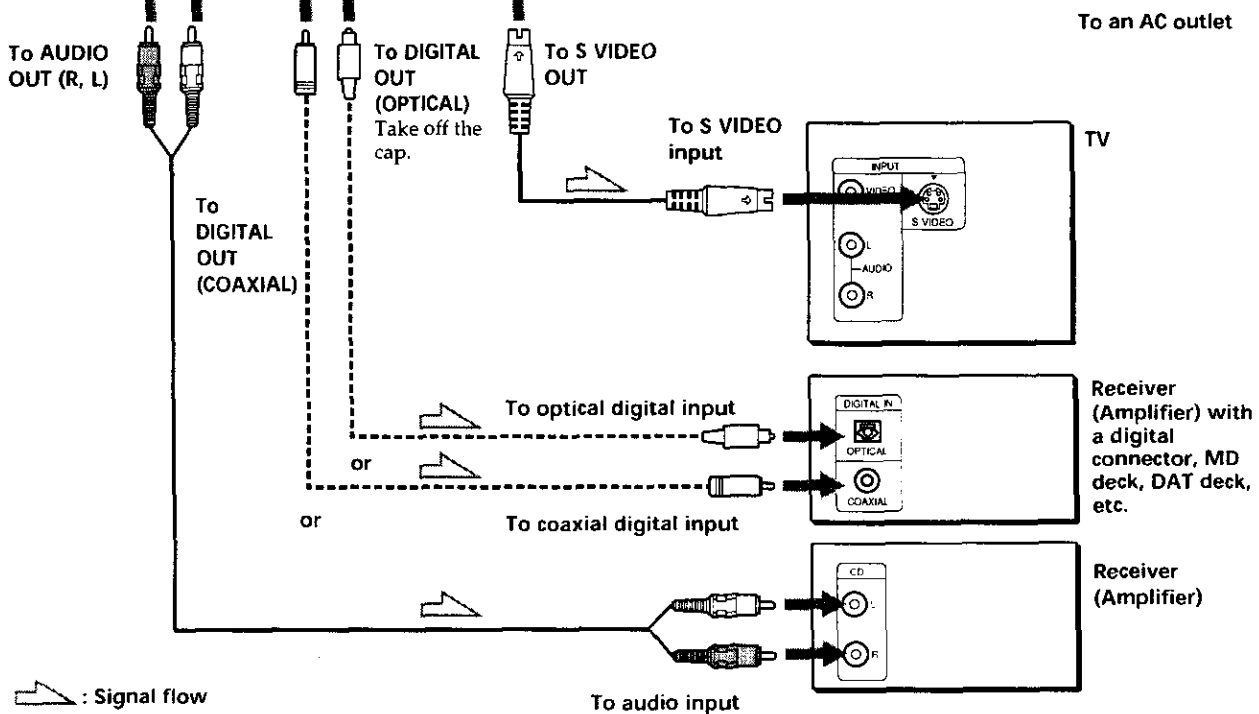 To an AC outlet
To AUDIO
OUT (R, L)
To DIGITAL
OUT
(OPTICAL)
Take off the
cap.
To S VIDEO
OUT
To S VIDEO
input
TV
INPUT
VIDEO
S VIDEO
L
AUDIO
R
To
DIGITAL
OUT
(COAXIAL)
To optical digital input
or
or
To coaxial digital input
DIGITAL IN
OPTICAL
COAXIAL
Receiver
(Amplifier) with
a digital
connector, MD
deck, DAT deck,
etc.
CD
L
R
Receiver
(Amplifier)
To audio input
: Signal flow